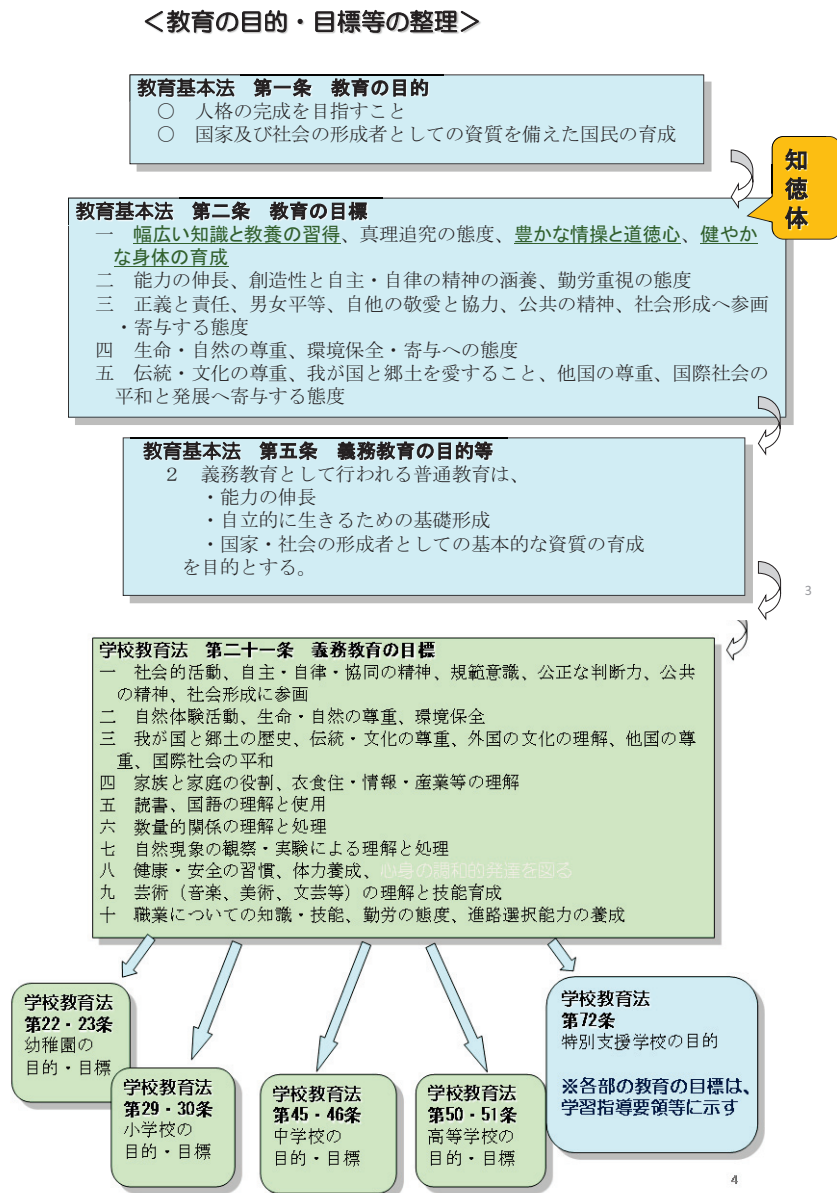 ＜教育の目的・目標等の整理＞
教育基本法　第一条　教育の目的
○　人格の完成を目指すこと
○　国家及び社会の形成者としての資質を備えた国民の育成
知
徳
体
教育基本法　第二条　教育の目標
一　幅広い知識と教養の習得、真理追究の態度、豊かな情操と道徳心、健やか
な身体の育成
二　能力の伸長、創造性と自主・自律の精神の涵養、勤労重視の態度
三　正義と責任、男女平等、自他の敬愛と協力、公共の精神、社会形成へ参画
・寄与する態度
四　生命・自然の尊重、環境保全・寄与への態度
五　伝統・文化の尊重、我が国と郷土を愛すること、他国の尊重、国際社会の
平和と発展へ寄与する態度
教育基本法　第五条　義務教育の目的等
２　義務教育として行われる普通教育は、
・能力の伸長
・自立的に生きるための基礎形成
・国家・社会の形成者としての基本的な資質の育成
を目的とする。
3
学校教育法　第二十一条　義務教育の目標
一　社会的活動、自主・自律・協同の精神、規範意識、公正な判断力、公共
の精神、社会形成に参画
二　自然体験活動、生命・自然の尊重、環境保全
三　我が国と郷土の歴史、伝統・文化の尊重、外国の文化の理解、他国の尊
重、国際社会の平和
四　家族と家庭の役割、衣食住・情報・産業等の理解
五　読書、国語の理解と使用
六　数量的関係の理解と処理
七　自然現象の観察・実験による理解と処理
八　健康・安全の習慣、体力養成、心身の調和的発達を図る
九　芸術（音楽、美術、文芸等）の理解と技能育成
十　職業についての知識・技能、勤労の態度、進路選択能力の養成
学校教育法
第22・23条
幼稚園の
目的・目標
学校教育法
第29・30条
小学校の
目的・目標
学校教育法
第45・46条
中学校の
目的・目標
学校教育法
第50・51条
高等学校の
目的・目標
学校教育法
第72条
特別支援学校の目的
※各部の教育の目標は、
学習指導要領等に示す
4